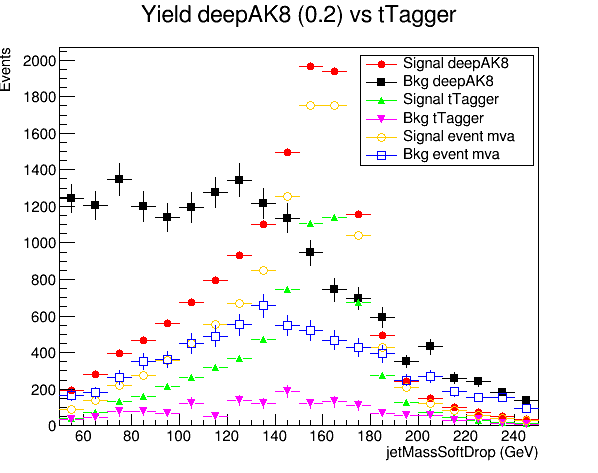 Yield deepAK8 (0.2) vs tTagger
Events
Signal deepAK8
Bkg deepAK8
Signal tTagger
Bkg tTagger
Signal event mva
Bkg event mva
2000
1800
1600
1400
1200
1000
800
600
400
200
0
60 80 100 120 140 160 180 200 220 240
jetMassSoftDrop (GeV)